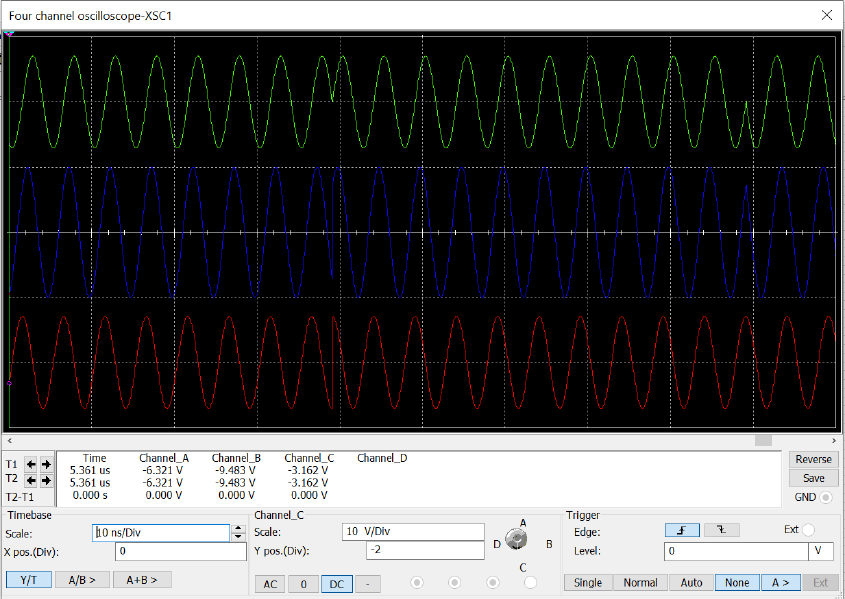 Four channel oscilloscope-XSC1
Time Channel_A Channel_B Channel_C Channel_D
T1 5.361 us -6.321 V -9.483 V -3.162 V
T2 5.361 us -6.321 V -9.483 V -3.162 V
T2-T1 0.000 s 0.000 V 0.000 V 0.000 V
Reverse
Save
GND
Timebase
Scale: 10 ns/Div
X pos.(Div): 0
Y/T A/B > A+B >
Channel_C
Scale: 10 V/Div
Y pos.(Div): -2
AC 0 DC -
A
D B
C
Trigger
Edge: Ext
Level: 0 V
Single Normal Auto None A > Ext